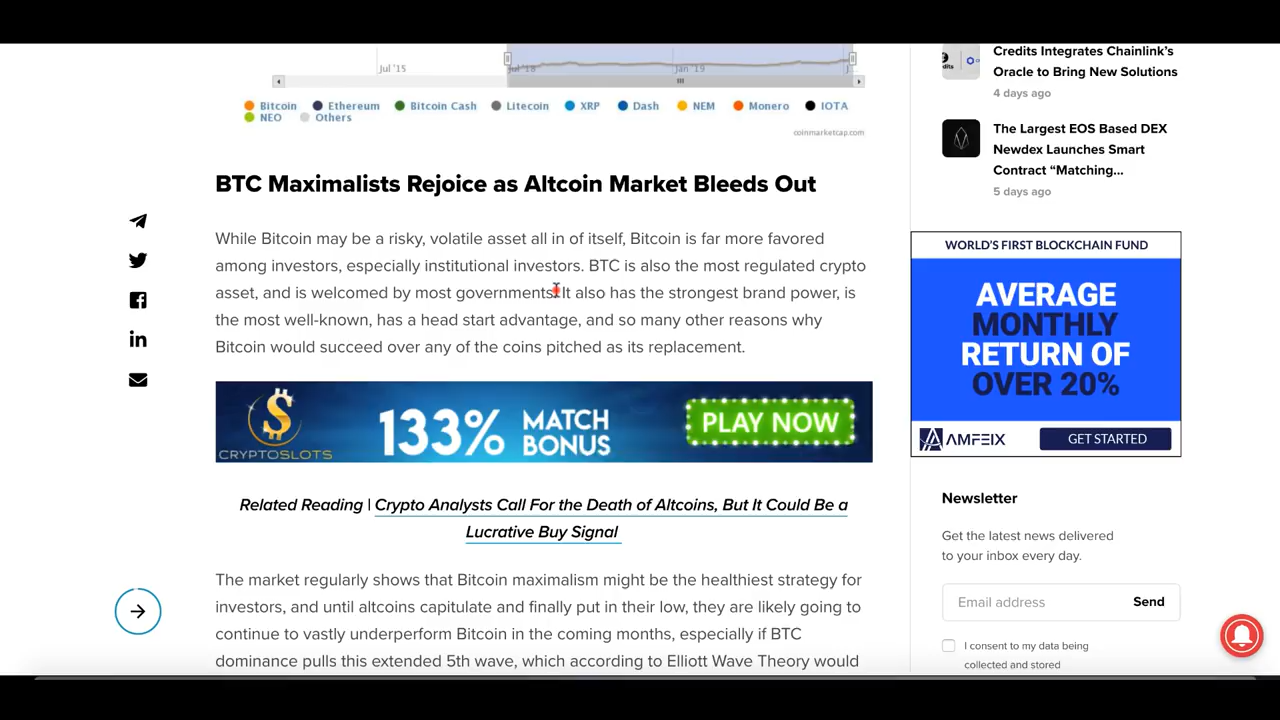 Jul '15
Jul '18
Jan '19
Bitcoin Ethereum Bitcoin Cash Litecoin XRP Dash NEM Monero IOTA
NEO Others
coinmarketcap.com
BTC Maximalists Rejoice as Altcoin Market Bleeds Out
While Bitcoin may be a risky, volatile asset all in of itself, Bitcoin is far more favored
among investors, especially institutional investors. BTC is also the most regulated crypto
asset, and is welcomed by most governments. It also has the strongest brand power, is
the most well-known, has a head start advantage, and so many other reasons why
Bitcoin would succeed over any of the coins pitched as its replacement.
CRYPTOSLOTS
133% MATCH
BONUS
PLAY NOW
Related Reading | Crypto Analysts Call For the Death of Altcoins, But It Could Be a
Lucrative Buy Signal
The market regularly shows that Bitcoin maximalism might be the healthiest strategy for
investors, and until altcoins capitulate and finally put in their low, they are likely going to
continue to vastly underperform Bitcoin in the coming months, especially if BTC
dominance pulls this extended 5th wave, which according to Elliott Wave Theory would
Credits Integrates Chainlink's
Oracle to Bring New Solutions
4 days ago
The Largest EOS Based DEX
Newdex Launches Smart
Contract “Matching...
5 days ago
WORLD'S FIRST BLOCKCHAIN FUND
AVERAGE
MONTHLY
RETURN OF
OVER 20%
AMFEIX
GET STARTED
Newsletter
Get the latest news delivered
to your inbox every day.
Email address
Send
I consent to my data being
collected and stored